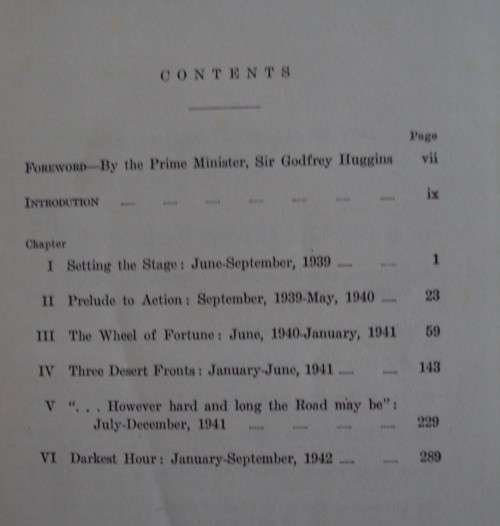 CONTENTS
Page
FOREWORD—By the Prime Minister, Sir Godfrey Huggins vii
INTRODUTION .... .... .... .... .... .... .... ix
Chapter
I Setting the Stage: June-September, 1939 .... .... 1
II Prelude to Action: September, 1939-May, 1940 .... 23
III The Wheel of Fortune: June, 1940-January, 1941 59
IV Three Desert Fronts: January-June, 1941 .... .... 143
V “. . . However hard and long the Road may be”:
July-December, 1941 .... .... .... .... 229
VI Darkest Hour: January-September, 1942 .... .... 289